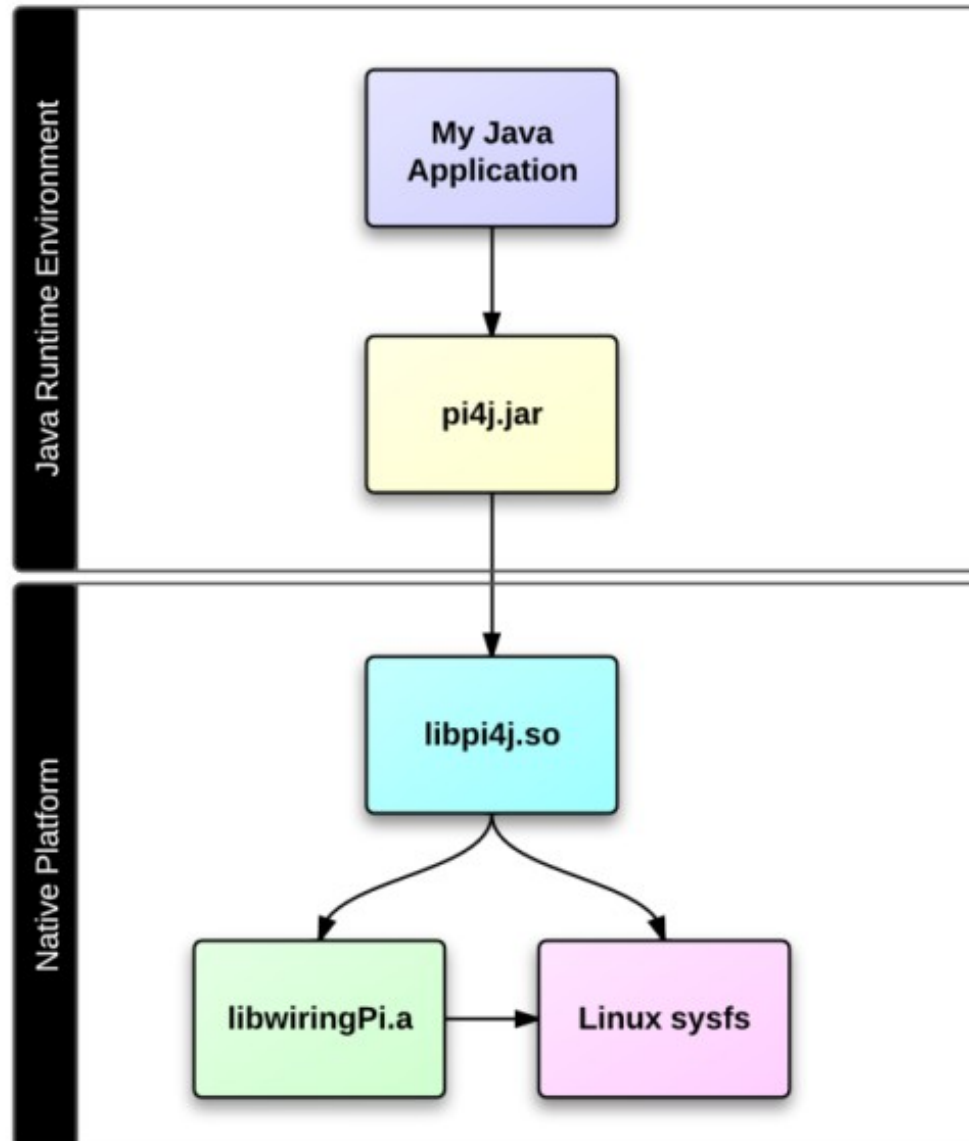 Java Runtime Environment
My Java
Application
pi4j.jar
Native Platform
libpi4j.so
libwiringPi.a
Linux sysfs